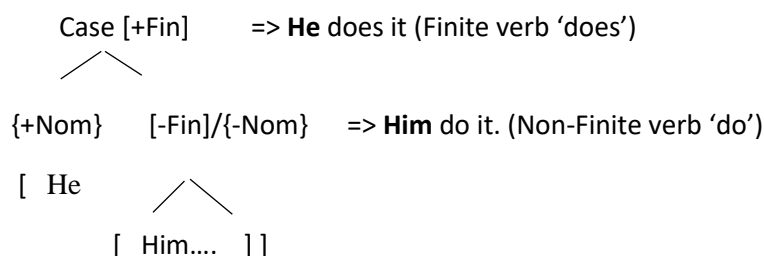 Case [+Fin] => He does it (Finite verb ‘does’)
{+Nom} [-Fin]/{-Nom} => Him do it. (Non-Finite verb ‘do’)
[ He
[ Him…. ] ]